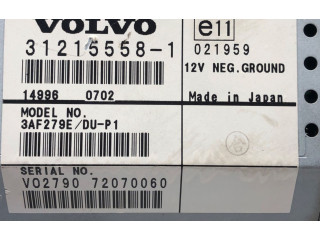 VOLVO
31215558-1
e11
021959
12V NEG.GROUND
14996 0702
Made in Japan
MODEL NO.
3AF279E/DU-P1
SERIAL NO.
VO2790 72070060